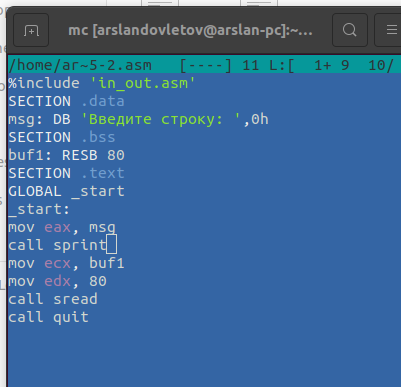 mc [arslandovletov@arslan-pc]:~...
/home/ar~5-2.asm [----] 11 L:[ 1+ 9 10/
%include 'in_out.asm'
SECTION .data
msg: DB 'Введите строку: ',0h
SECTION .bss
buf1: RESB 80
SECTION .text
GLOBAL _start
_start:
mov eax, msg
call sprint
mov ecx, buf1
mov edx, 80
call sread
call quit